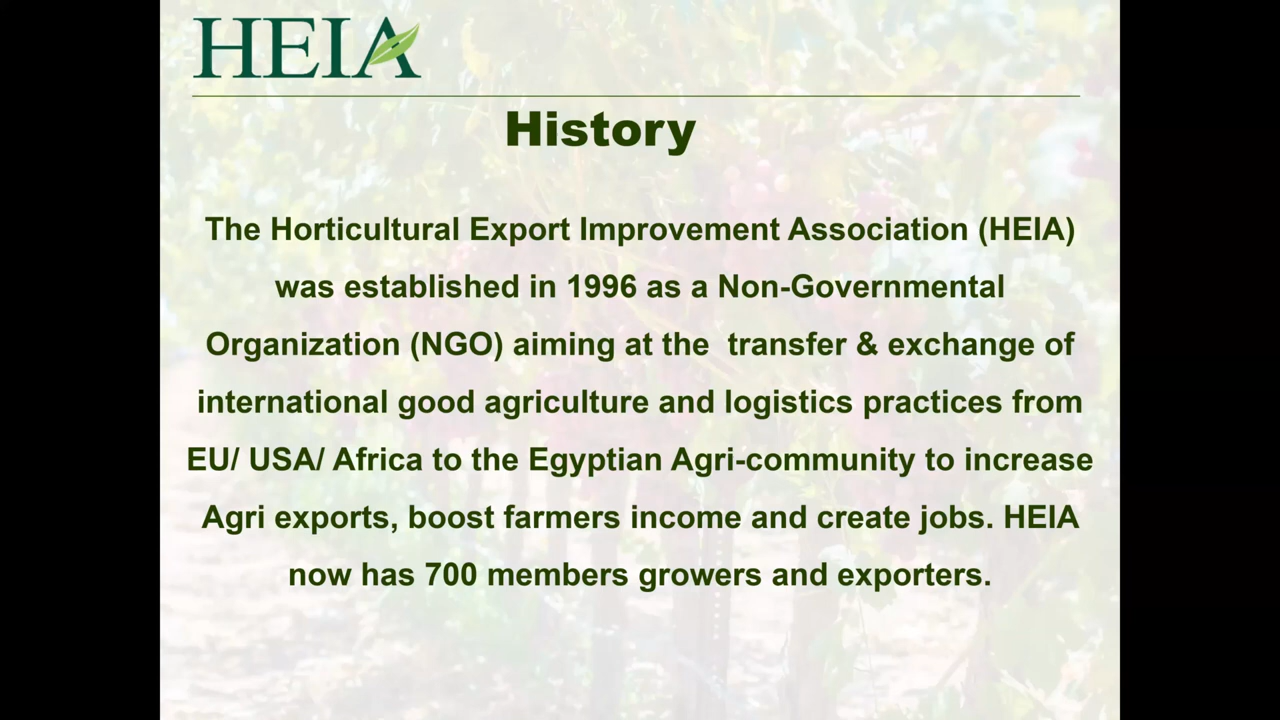 HEIA
History
The Horticultural Export Improvement Association (HEIA)
was established in 1996 as a Non-Governmental
Organization (NGO) aiming at the  transfer & exchange of
international good agriculture and logistics practices from
EU/ USA/ Africa to the Egyptian Agri-community to increase
Agri exports, boost farmers income and create jobs. HEIA
now has 700 members growers and exporters.